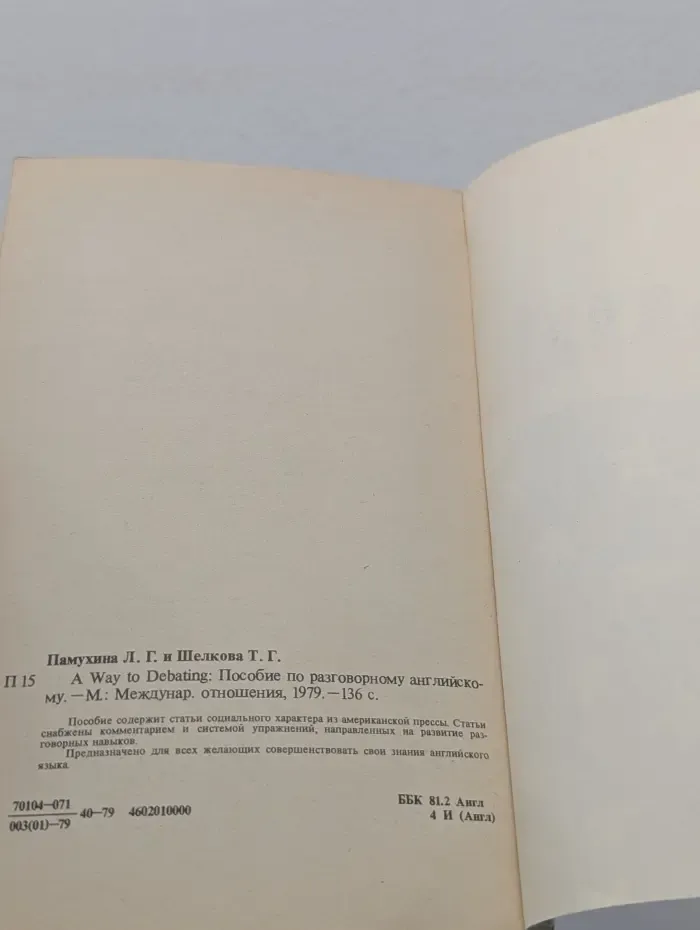 Памухина Л. Г. и Шелкова Т. Г.
П 15 A Way to Debating: Пособие по разговорному английско-
му. — М.: Междунар. отношения, 1979. — 136 с.
Пособие содержит статьи социального характера из американской прессы. Статьи
снабжены комментарием и системой упражнений, направленных на развитие раз-
говорных навыков.
Предназначено для всех желающих совершенствовать свои знания английского
языка.
70104—071
003(01)—79
40—79 4602010000
ББК 81.2 Англ
4 И (Англ)